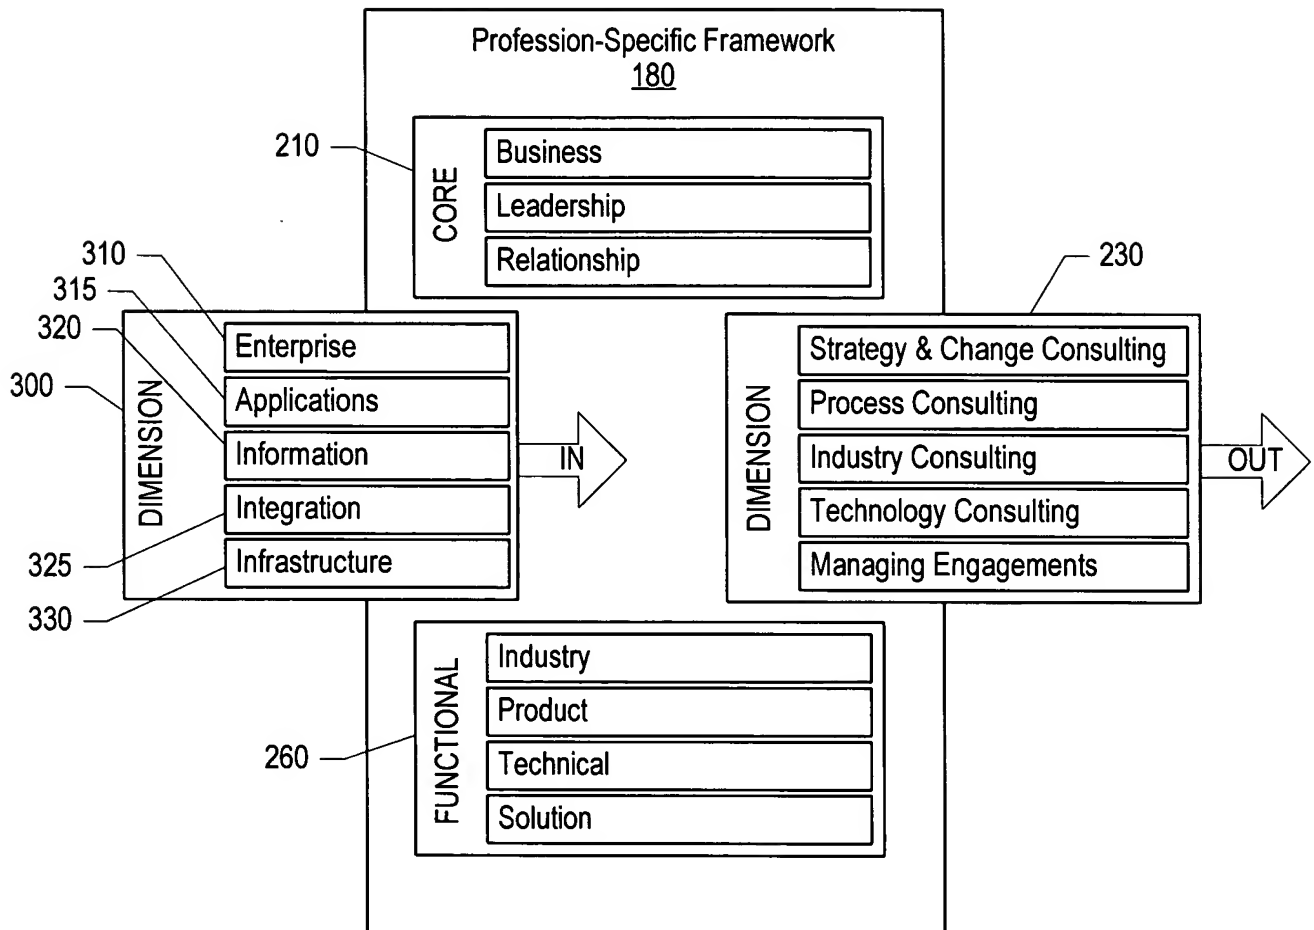 Profession-Specific Framework
180
210
CORE
Business
Leadership
Relationship
310
315
320
300
325
330
DIMENSION
Enterprise
Applications
Information
Integration
Infrastructure
IN
230
DIMENSION
Strategy & Change Consulting
Process Consulting
Industry Consulting
Technology Consulting
Managing Engagements
OUT
260
FUNCTIONAL
Industry
Product
Technical
Solution